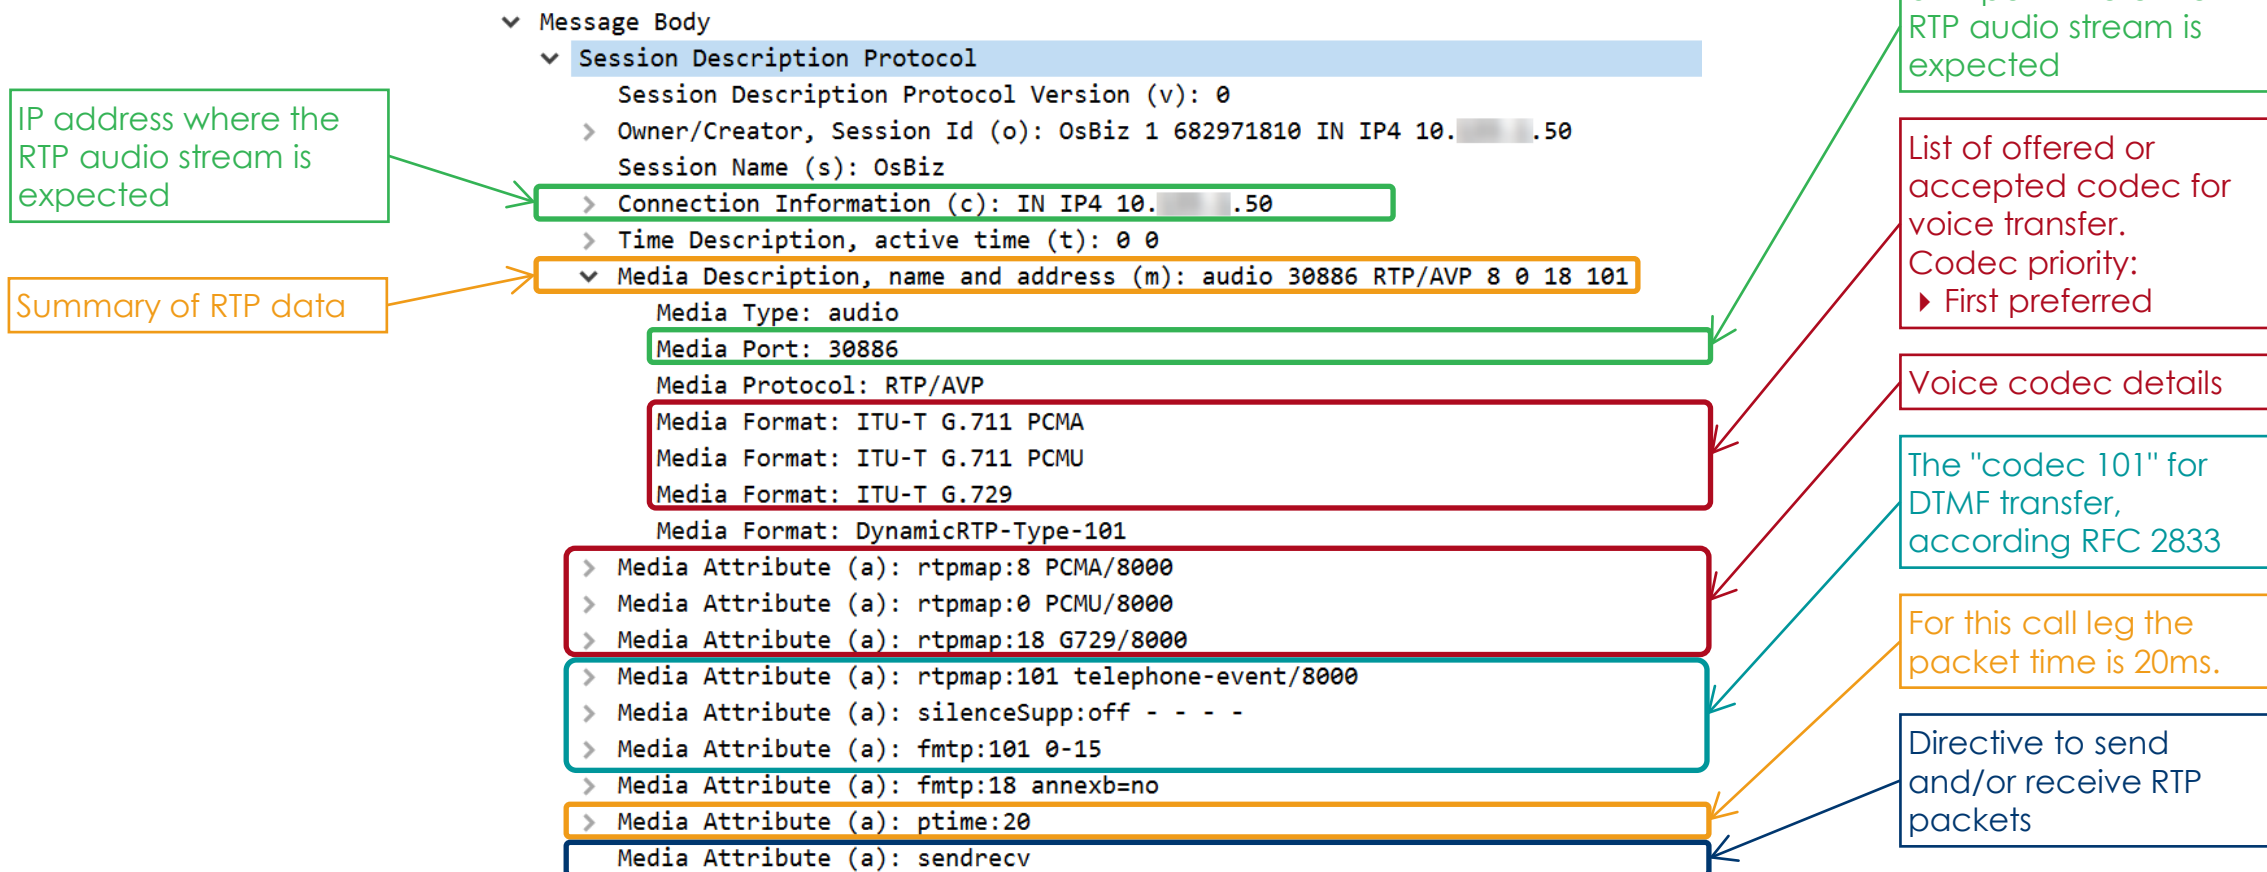 Message Body
Session Description Protocol
Session Description Protocol Version (v): 0
Owner/Creator, Session Id (o): OsBiz 1 682971810 IN IP4 10. .50
Session Name (s): OsBiz
Connection Information (c): IN IP4 10. .50
Time Description, active time (t): 0 0
Media Description, name and address (m): audio 30886 RTP/AVP 8 0 18 101
Media Type: audio
Media Port: 30886
Media Protocol: RTP/AVP
Media Format: ITU-T G.711 PCMA
Media Format: ITU-T G.711 PCMU
Media Format: ITU-T G.729
Media Format: DynamicRTP-Type-101
Media Attribute (a): rtpmap:8 PCMA/8000
Media Attribute (a): rtpmap:0 PCMU/8000
Media Attribute (a): rtpmap:18 G729/8000
Media Attribute (a): rtpmap:101 telephone-event/8000
Media Attribute (a): silenceSupp:off - - - -
Media Attribute (a): fmtp:101 0-15
Media Attribute (a): fmtp:18 annexb=no
Media Attribute (a): ptime:20
Media Attribute (a): sendrecv
IP address where the
RTP audio stream is
expected
Summary of RTP data
RTP audio stream is
expected
List of offered or
accepted codec for
voice transfer.
Codec priority:
First preferred
Voice codec details
The "codec 101" for
DTMF transfer,
according RFC 2833
For this call leg the
packet time is 20ms.
Directive to send
and/or receive RTP
packets